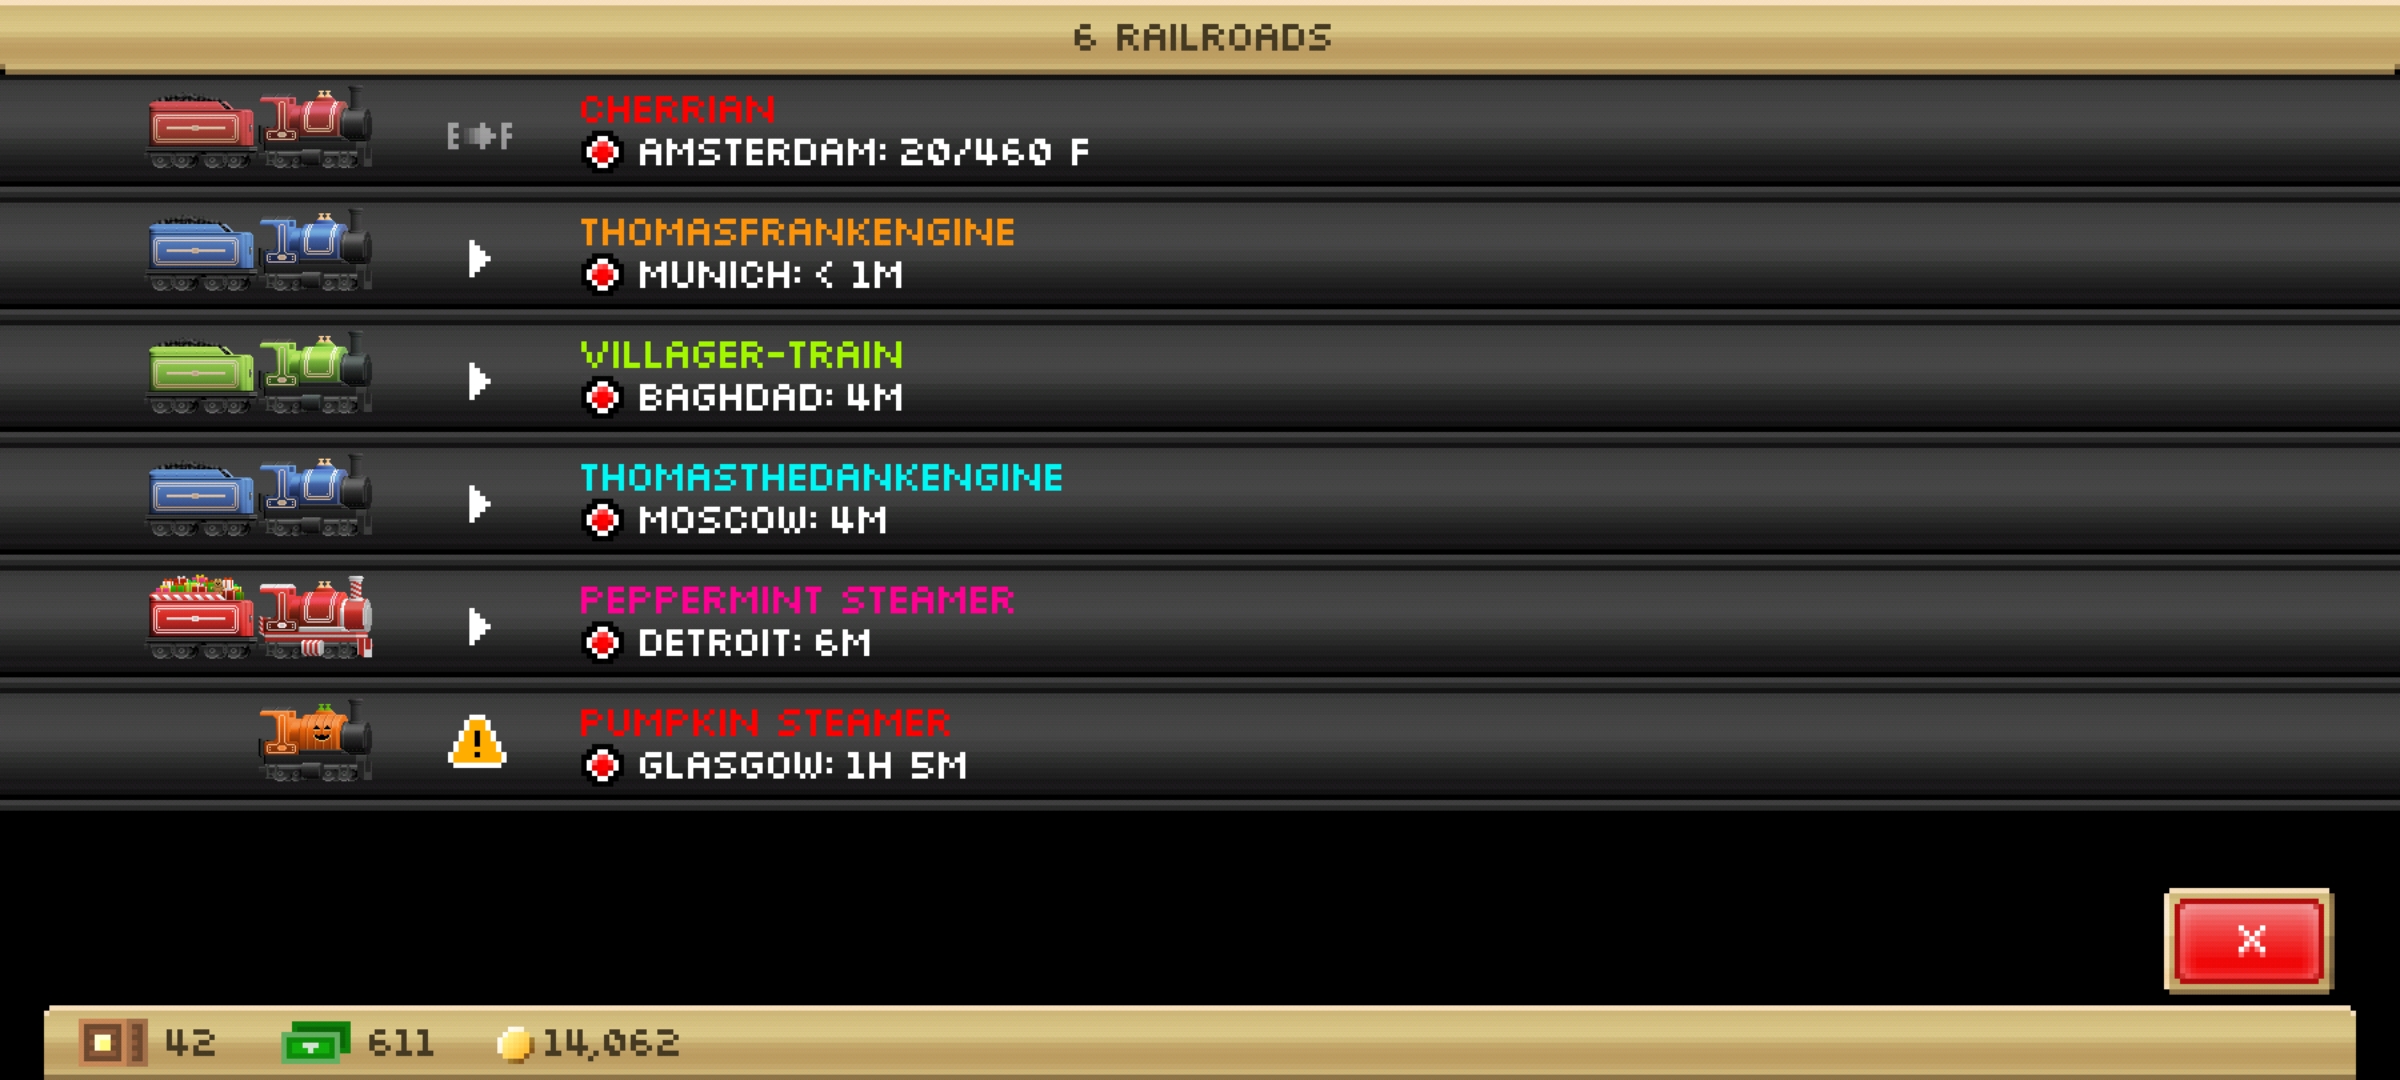 6 RAILROADS
E F
CHERRIAN
AMSTERDAM: 20/460 F
THOMASFRANKENGINE
MUNICH: < 1M
VILLAGER-TRAIN
BAGHDAD: 4M
THOMASTHEDANKENGINE
MOSCOW: 4M
PEPPERMINT STEAMER
DETROIT: 6M
!
PUMPKIN STEAMER
GLASGOW: 1H 5M
X
42 611 14,062